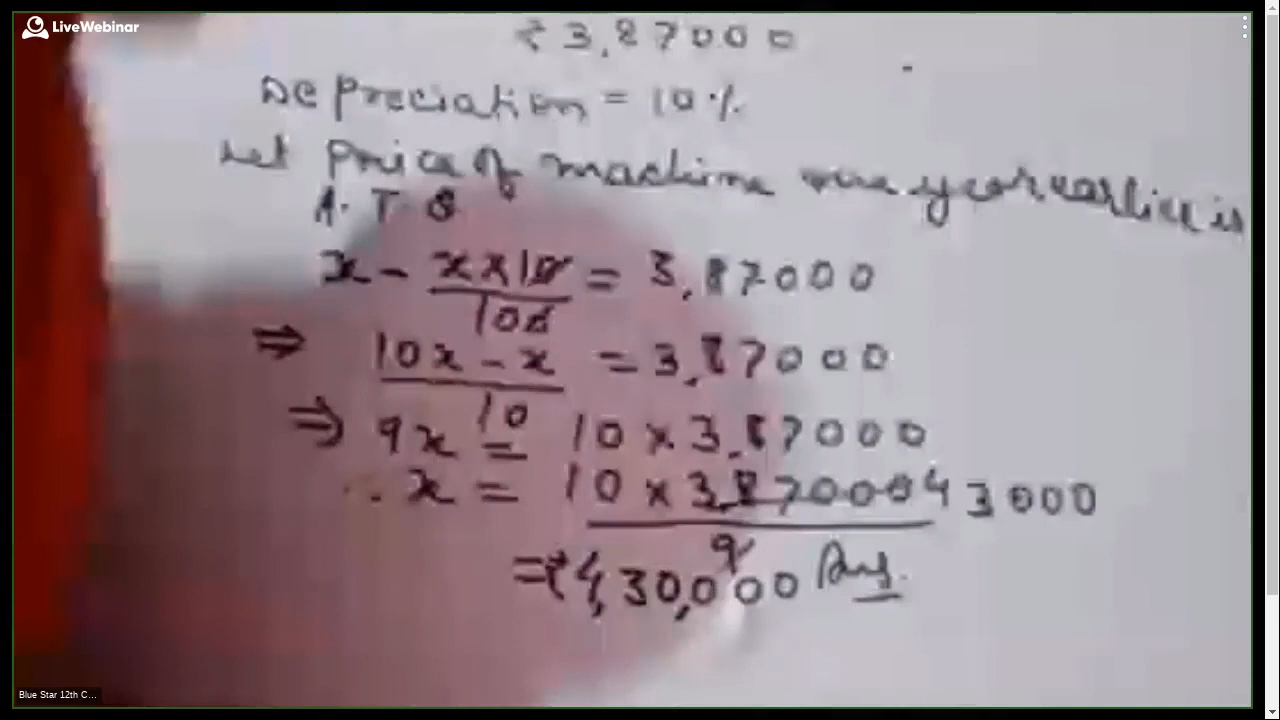 LiveWebinar
₹ 3,87000
Depreciation = 10 %
Let Price of machine one year earlier is
A. T. Q
x - x×10/100 = 3,87000
⇒ 10x - x/10 = 3,87000
⇒ 9x = 10 × 3,87000
∴ x = 10 × 3,87000/9 43000
= ₹ 4,30,000 Ans.
Blue Star 12th C...